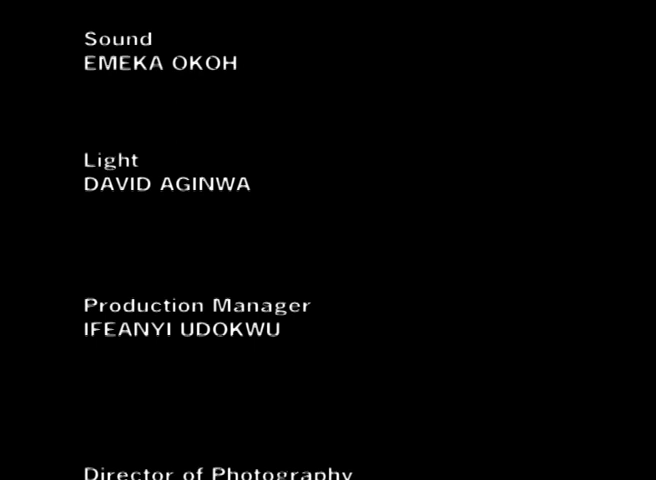 Sound
EMEKA OKOH
Light
DAVID AGINWA
Production Manager
IFEANYI UDOKWU
Director of Photography